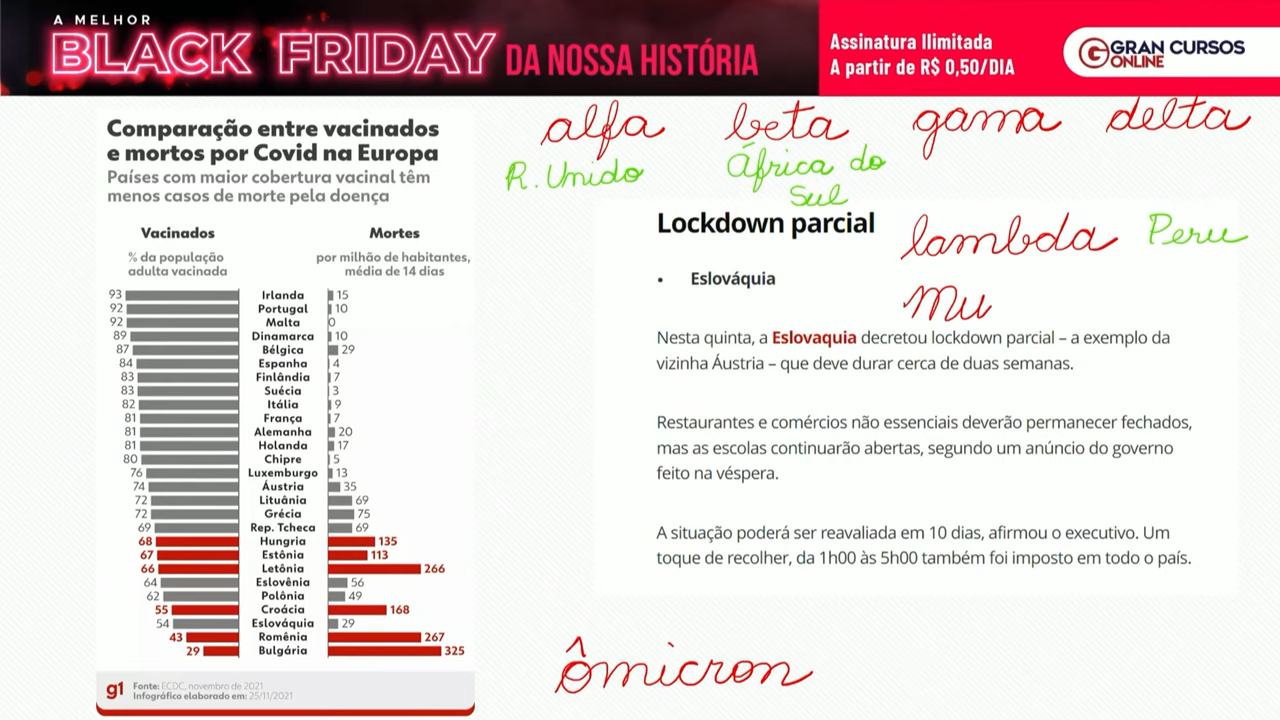 A MELHOR
BLACK FRIDAY DA NOSSA HISTÓRIA
Assinatura Ilimitada
A partir de R$ 0,50/DIA
GRAN CURSOS
ONLINE
Comparação entre vacinados
e mortos por Covid na Europa
Países com maior cobertura vacinal têm
menos casos de morte pela doença
Vacinados Mortes
% da população por milhão de habitantes,
adulta vacinada média de 14 dias
93 Irlanda 15
92 Portugal 10
92 Malta 0
89 Dinamarca 10
87 Bélgica 29
84 Espanha 4
83 Finlândia 7
83 Suécia 3
82 Itália 9
81 França 7
81 Alemanha 20
81 Holanda 17
80 Chipre 5
76 Luxemburgo 13
74 Áustria 35
72 Lituânia 69
72 Grécia 75
69 Rep. Tcheca 69
68 Hungria 135
67 Estônia 113
66 Letônia 266
64 Eslovênia 56
62 Polônia 49
55 Croácia 168
54 Eslováquia 29
43 Romênia 267
29 Bulgária 325
g1 Fonte: ECDC, novembro de 2021
Infográfico elaborado em: 25/11/2021
alfa beta gama delta
R. Unido África do
Sul
Lockdown parcial
lambda Peru
• Eslováquia
mu
Nesta quinta, a Eslovaquia decretou lockdown parcial – a exemplo da
vizinha Áustria – que deve durar cerca de duas semanas.
Restaurantes e comércios não essenciais deverão permanecer fechados,
mas as escolas continuarão abertas, segundo um anúncio do governo
feito na véspera.
A situação poderá ser reavaliada em 10 dias, afirmou o executivo. Um
toque de recolher, da 1h00 às 5h00 também foi imposto em todo o país.
ômicron